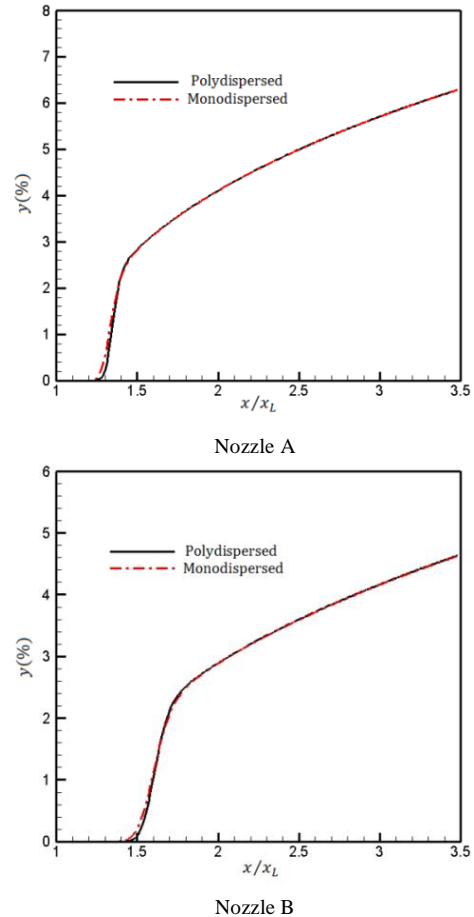 8
7
6
5
4
3
2
1
0
y(%)
Polydispersed
Monodispersed
1
1.5
2
2.5
3
3.5
x/x_L
Nozzle A
6
5
4
3
2
1
0
y(%)
Polydispersed
Monodispersed
1
1.5
2
2.5
3
3.5
x/x_L
Nozzle B